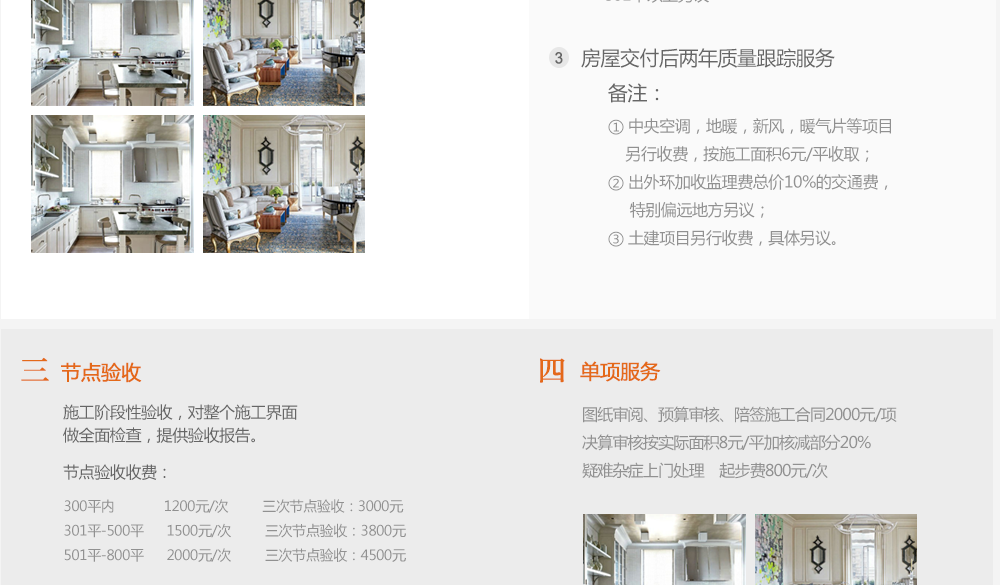 ③ 房屋交付后两年质量跟踪服务
备注：
① 中央空调，地暖，新风，暖气片等项目
另行收费，按施工面积6元/平收取；
② 出外环加收监理费总价10%的交通费，
特别偏远地方另议；
③ 土建项目另行收费，具体另议。
三 节点验收
施工阶段性验收，对整个施工界面
做全面检查，提供验收报告。
节点验收收费：
300平内 1200元/次 三次节点验收：3000元
301平-500平 1500元/次 三次节点验收：3800元
501平-800平 2000元/次 三次节点验收：4500元
四 单项服务
图纸审阅、预算审核、陪签施工合同2000元/项
决算审核按实际面积8元/平加核减部分20%
疑难杂症上门处理 起步费800元/次